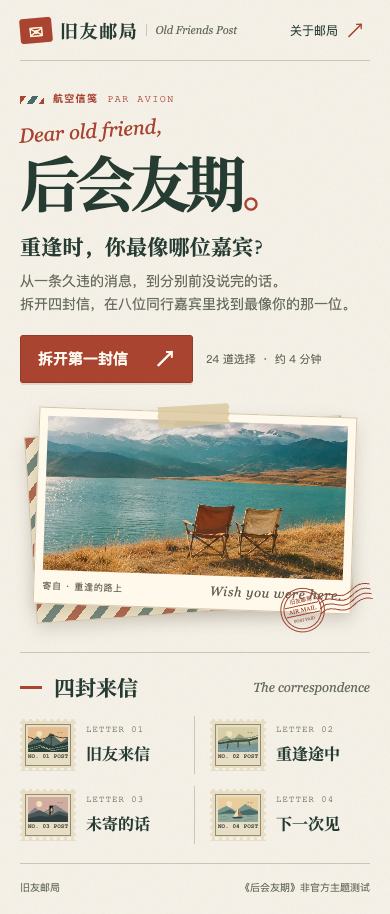 旧友邮局
Old Friends Post
关于邮局
航空信笺 PAR AVION
Dear old friend,
后会友期。
重逢时，你最像哪位嘉宾?
从一条久违的消息，到分别前没说完的话。
拆开四封信，在八位同行嘉宾里找到最像你的那一位。
拆开第一封信
24 道选择 · 约 4 分钟
寄自 · 重逢的路上
Wish you were here.
旧友邮局
AIR MAIL
POST PAID
四封来信
The correspondence
NO. 01 POST
LETTER 01
旧友来信
NO. 02 POST
LETTER 02
重逢途中
NO. 03 POST
LETTER 03
未寄的话
NO. 04 POST
LETTER 04
下一次见
旧友邮局
《后会友期》非官方主题测试